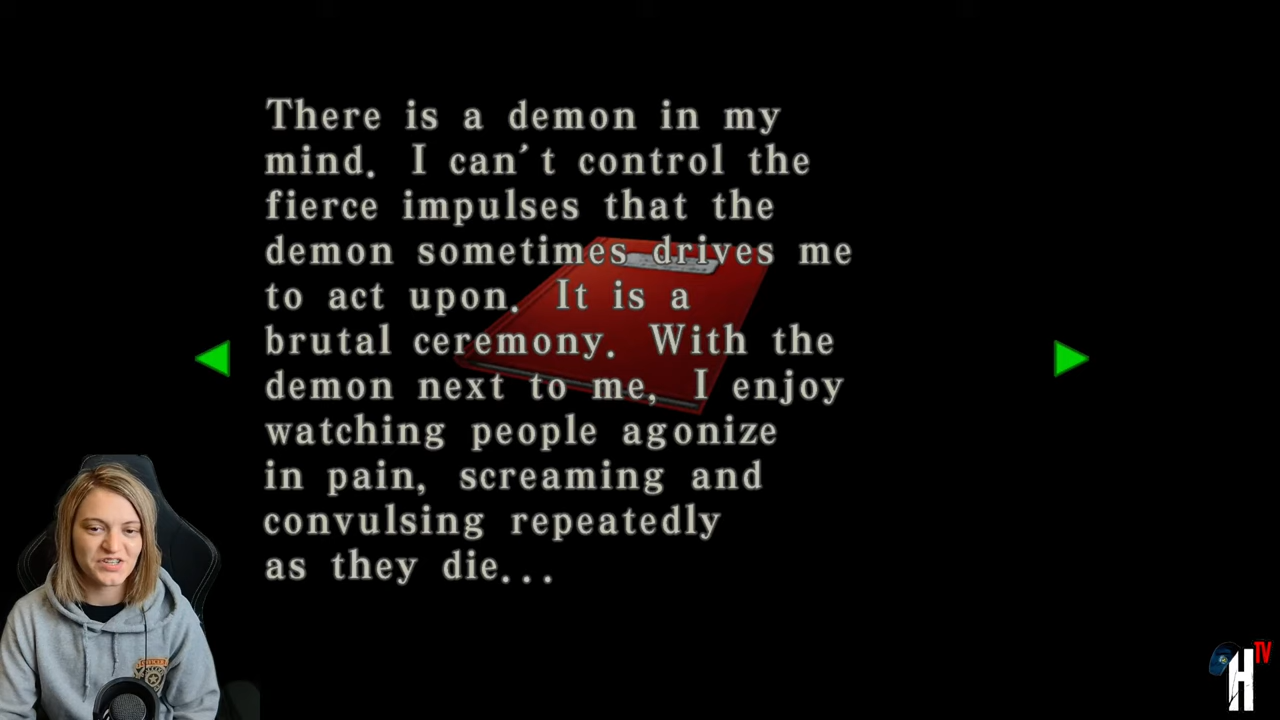 There is a demon in my
mind. I can't control the
fierce impulses that the
demon sometimes drives me
to act upon. It is a
brutal ceremony. With the
demon next to me, I enjoy
watching people agonize
in pain, screaming and
convulsing repeatedly
as they die...
H TV